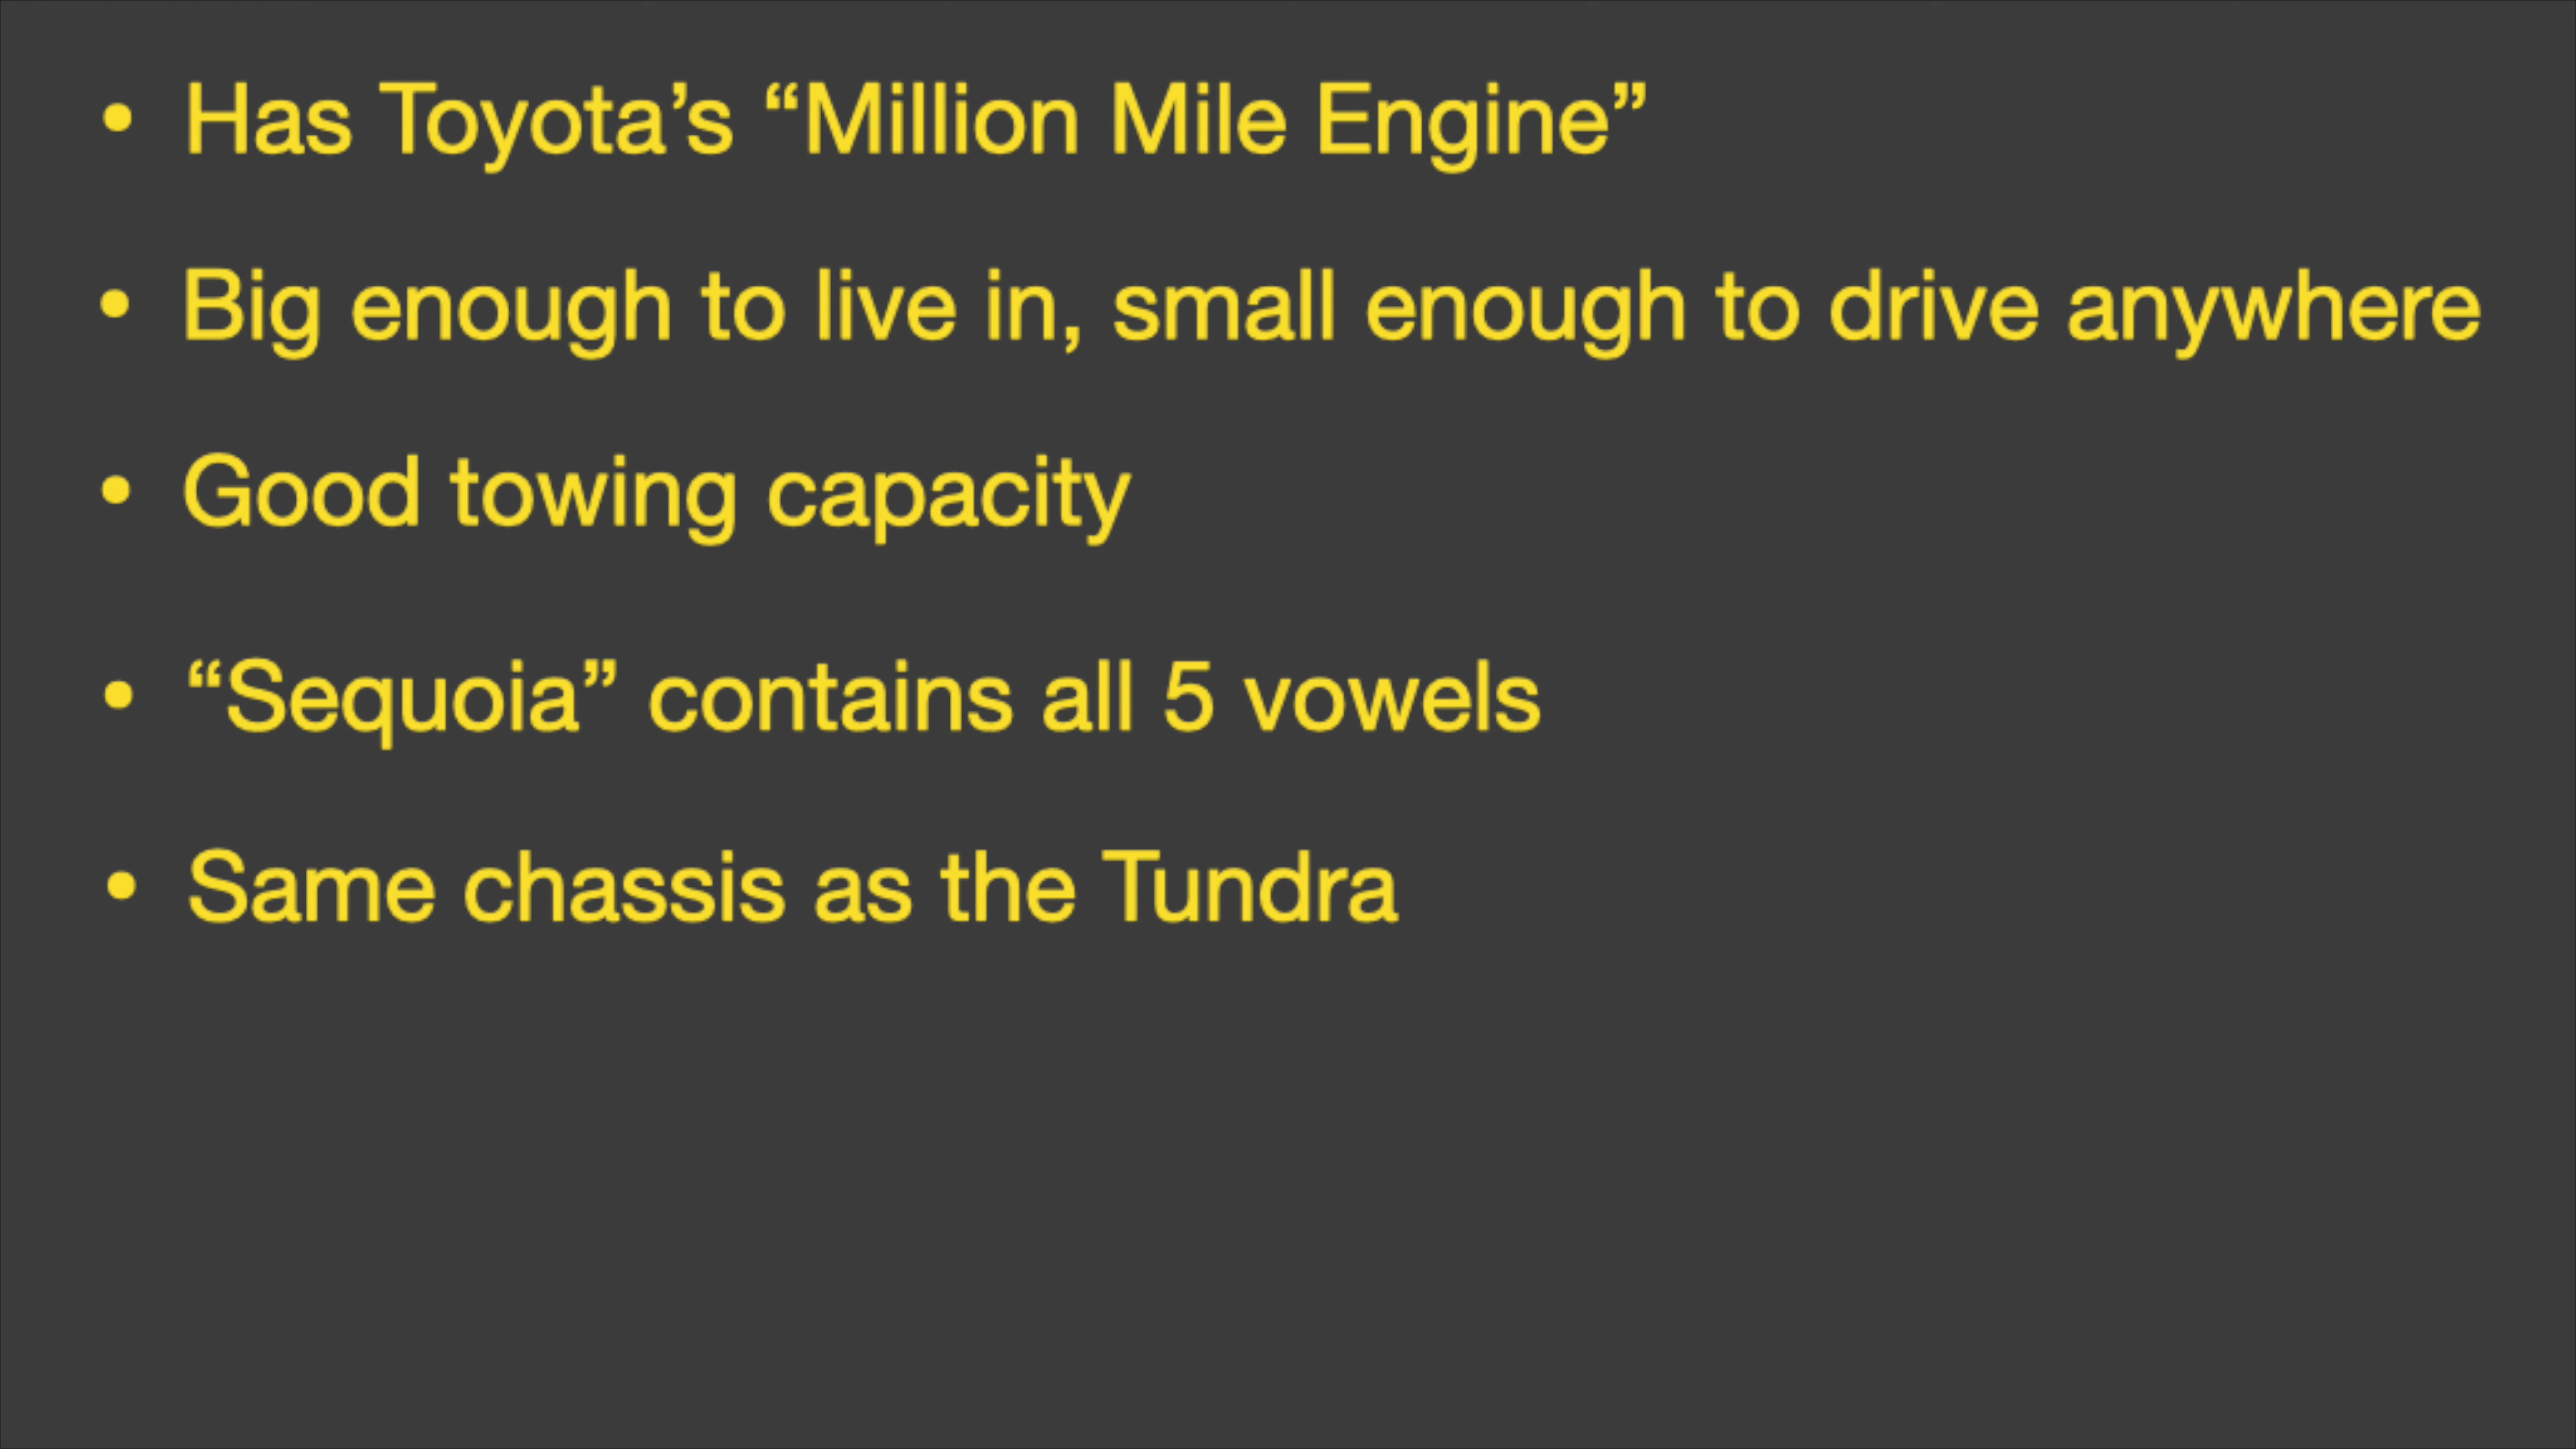 • Has Toyota’s “Million Mile Engine”
• Big enough to live in, small enough to drive anywhere
• Good towing capacity
• “Sequoia” contains all 5 vowels
• Same chassis as the Tundra